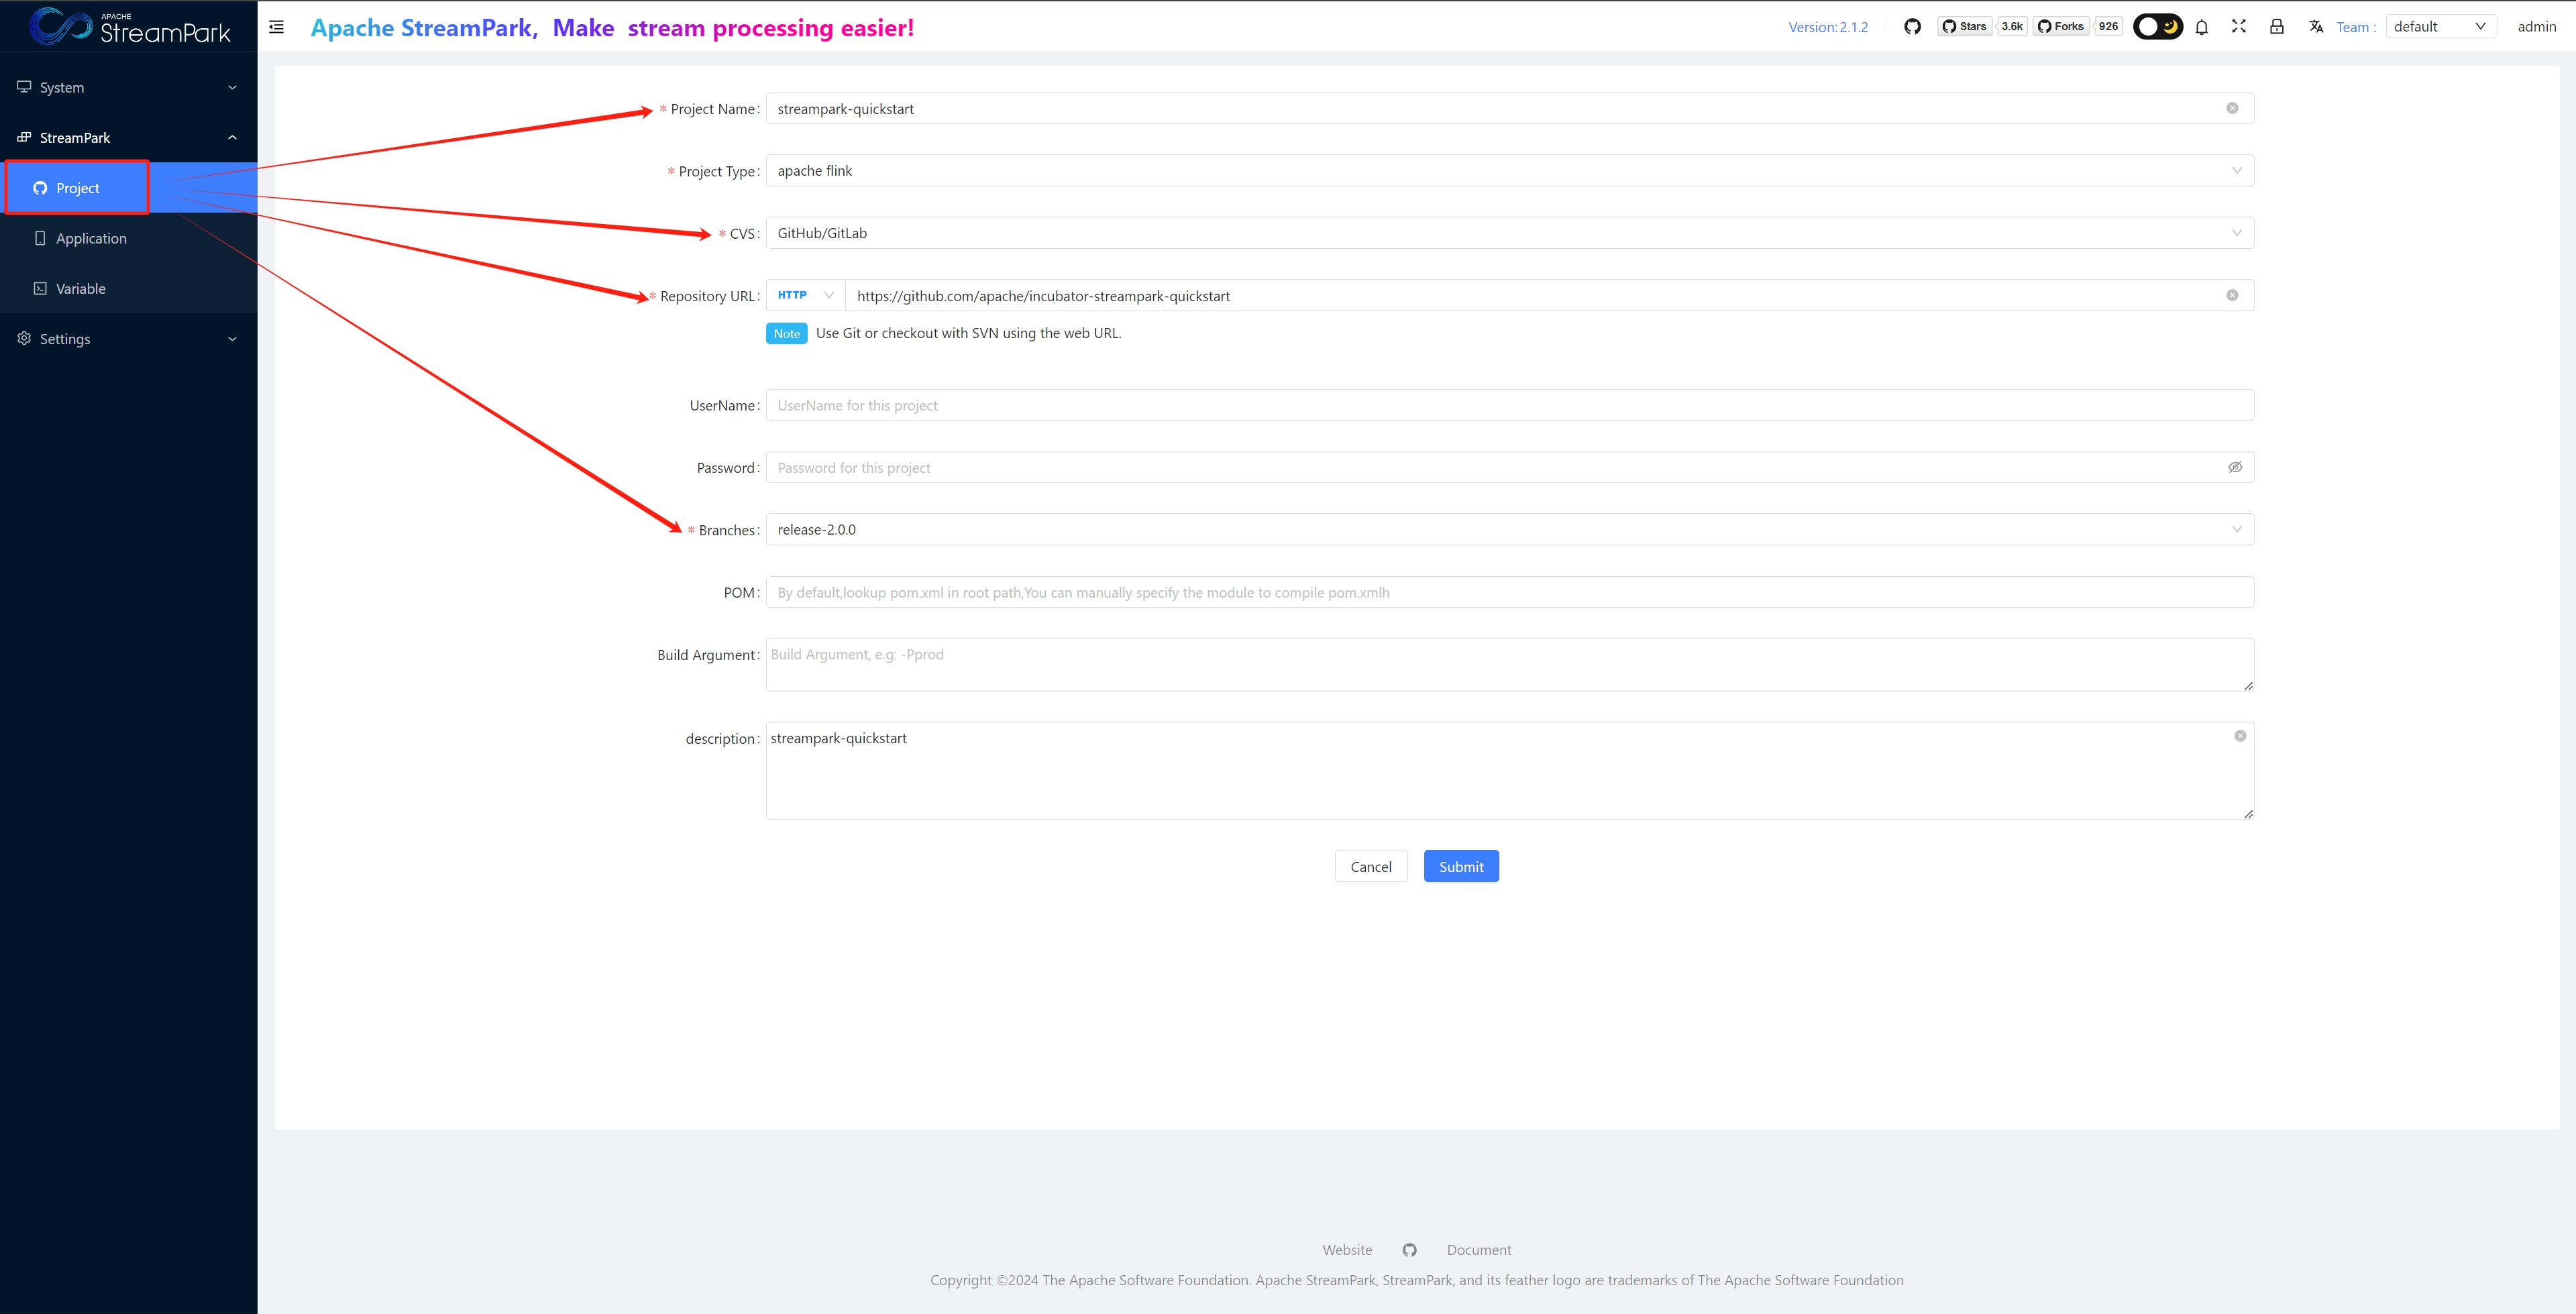 APACHE
StreamPark
Apache StreamPark, Make stream processing easier!
Version: 2.1.2
Stars
3.6k
Forks
926
Team :
default
admin
System
StreamPark
Project
Application
Variable
Settings
* Project Name:
streampark-quickstart
* Project Type:
apache flink
* CVS:
GitHub/GitLab
* Repository URL:
HTTP
https://github.com/apache/incubator-streampark-quickstart
Note
Use Git or checkout with SVN using the web URL.
UserName:
UserName for this project
Password:
Password for this project
* Branches:
release-2.0.0
POM:
By default,lookup pom.xml in root path,You can manually specify the module to compile pom.xmlh
Build Argument:
Build Argument, e.g: -Pprod
description:
streampark-quickstart
Cancel
Submit
Website
Document
Copyright ©2024 The Apache Software Foundation. Apache StreamPark, StreamPark, and its feather logo are trademarks of The Apache Software Foundation